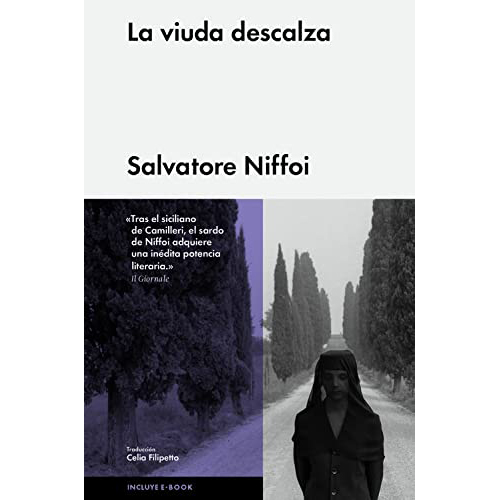 La viuda descalza
Salvatore Niffoi
«Tras el siciliano
de Camilleri, el sardo
de Niffoi adquiere
una inédita potencia
literaria.»
Il Giornale
Traducción
Celia Filipetto
INCLUYE E-BOOK